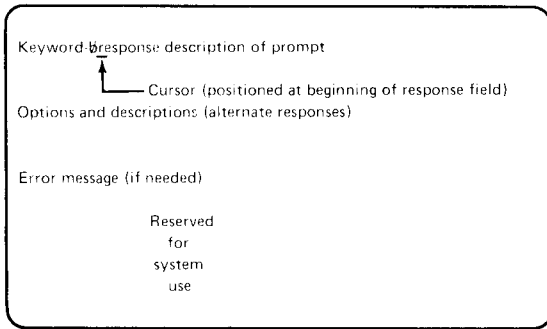 Keyword-ƀresponse description of prompt
Cursor (positioned at beginning of response field)
Options and descriptions (alternate responses)
Error message (if needed)
Reserved
for
system
use